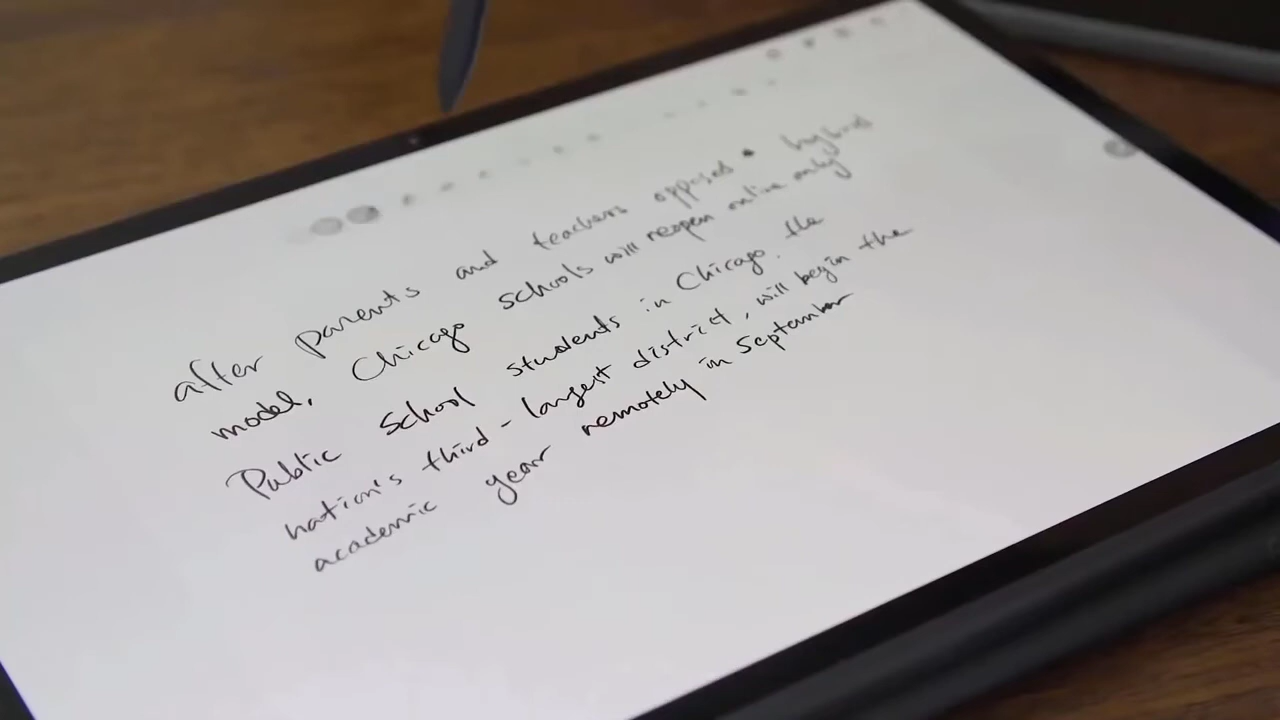 after parents and teachers opposed • hybrid
model, Chicago schools will reopen online only
Public School students in Chicago, the
nation's third-largest district, will begin the
academic year remotely in September